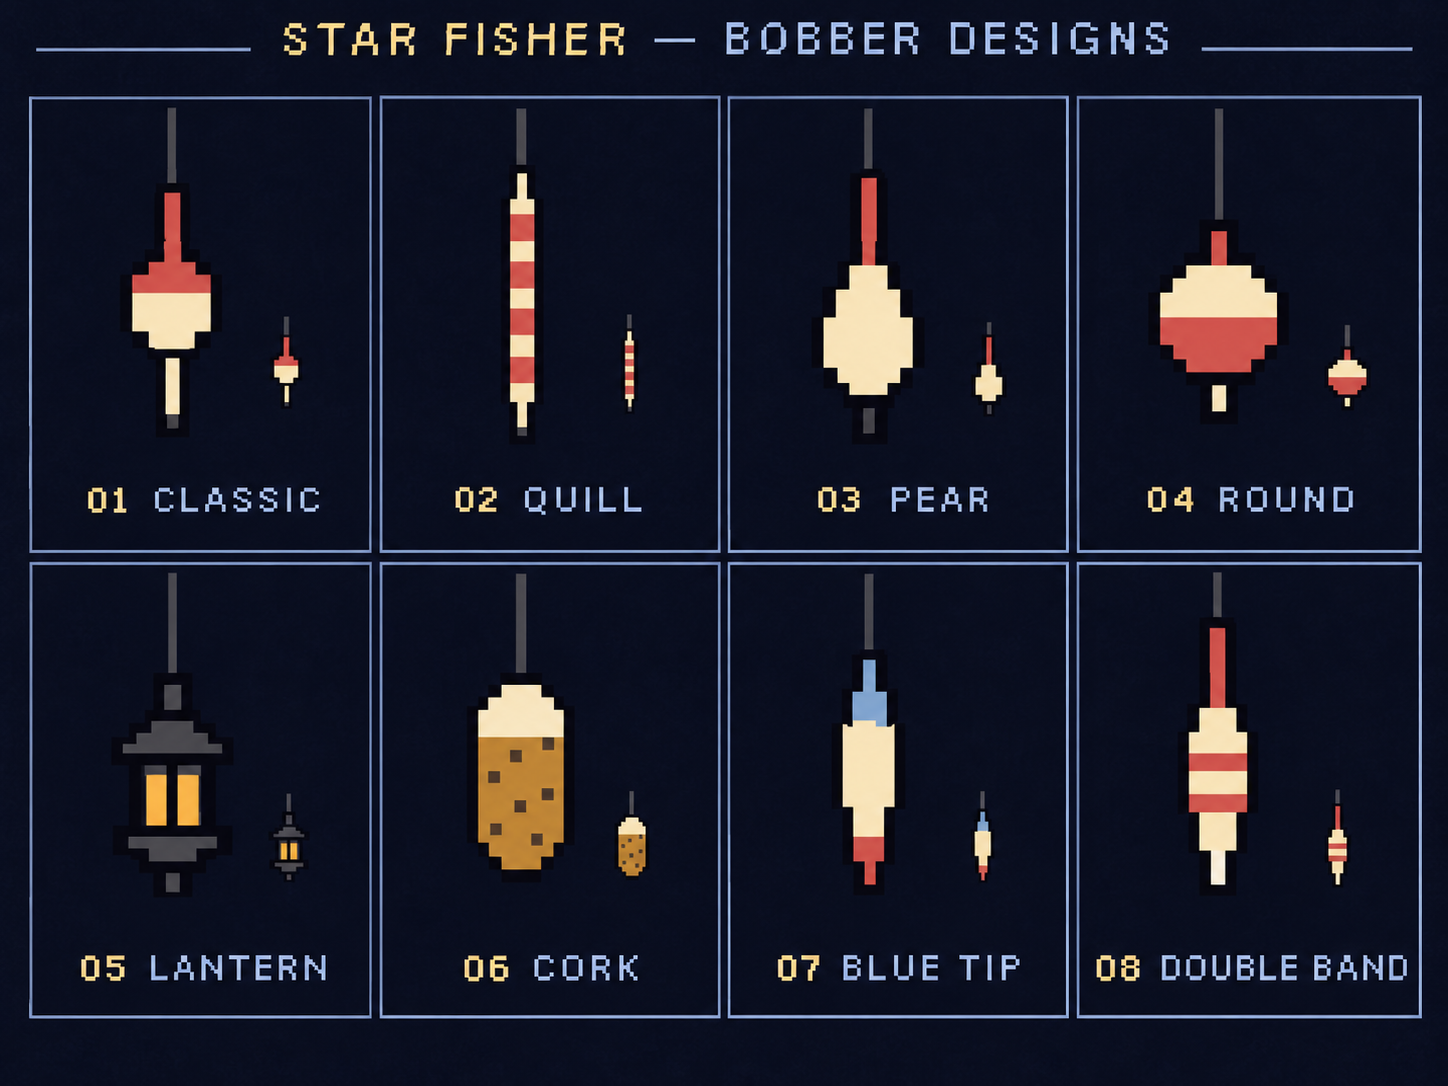 STAR FISHER — BOBBER DESIGNS
01 CLASSIC
02 QUILL
03 PEAR
04 ROUND
05 LANTERN
06 CORK
07 BLUE TIP
08 DOUBLE BAND